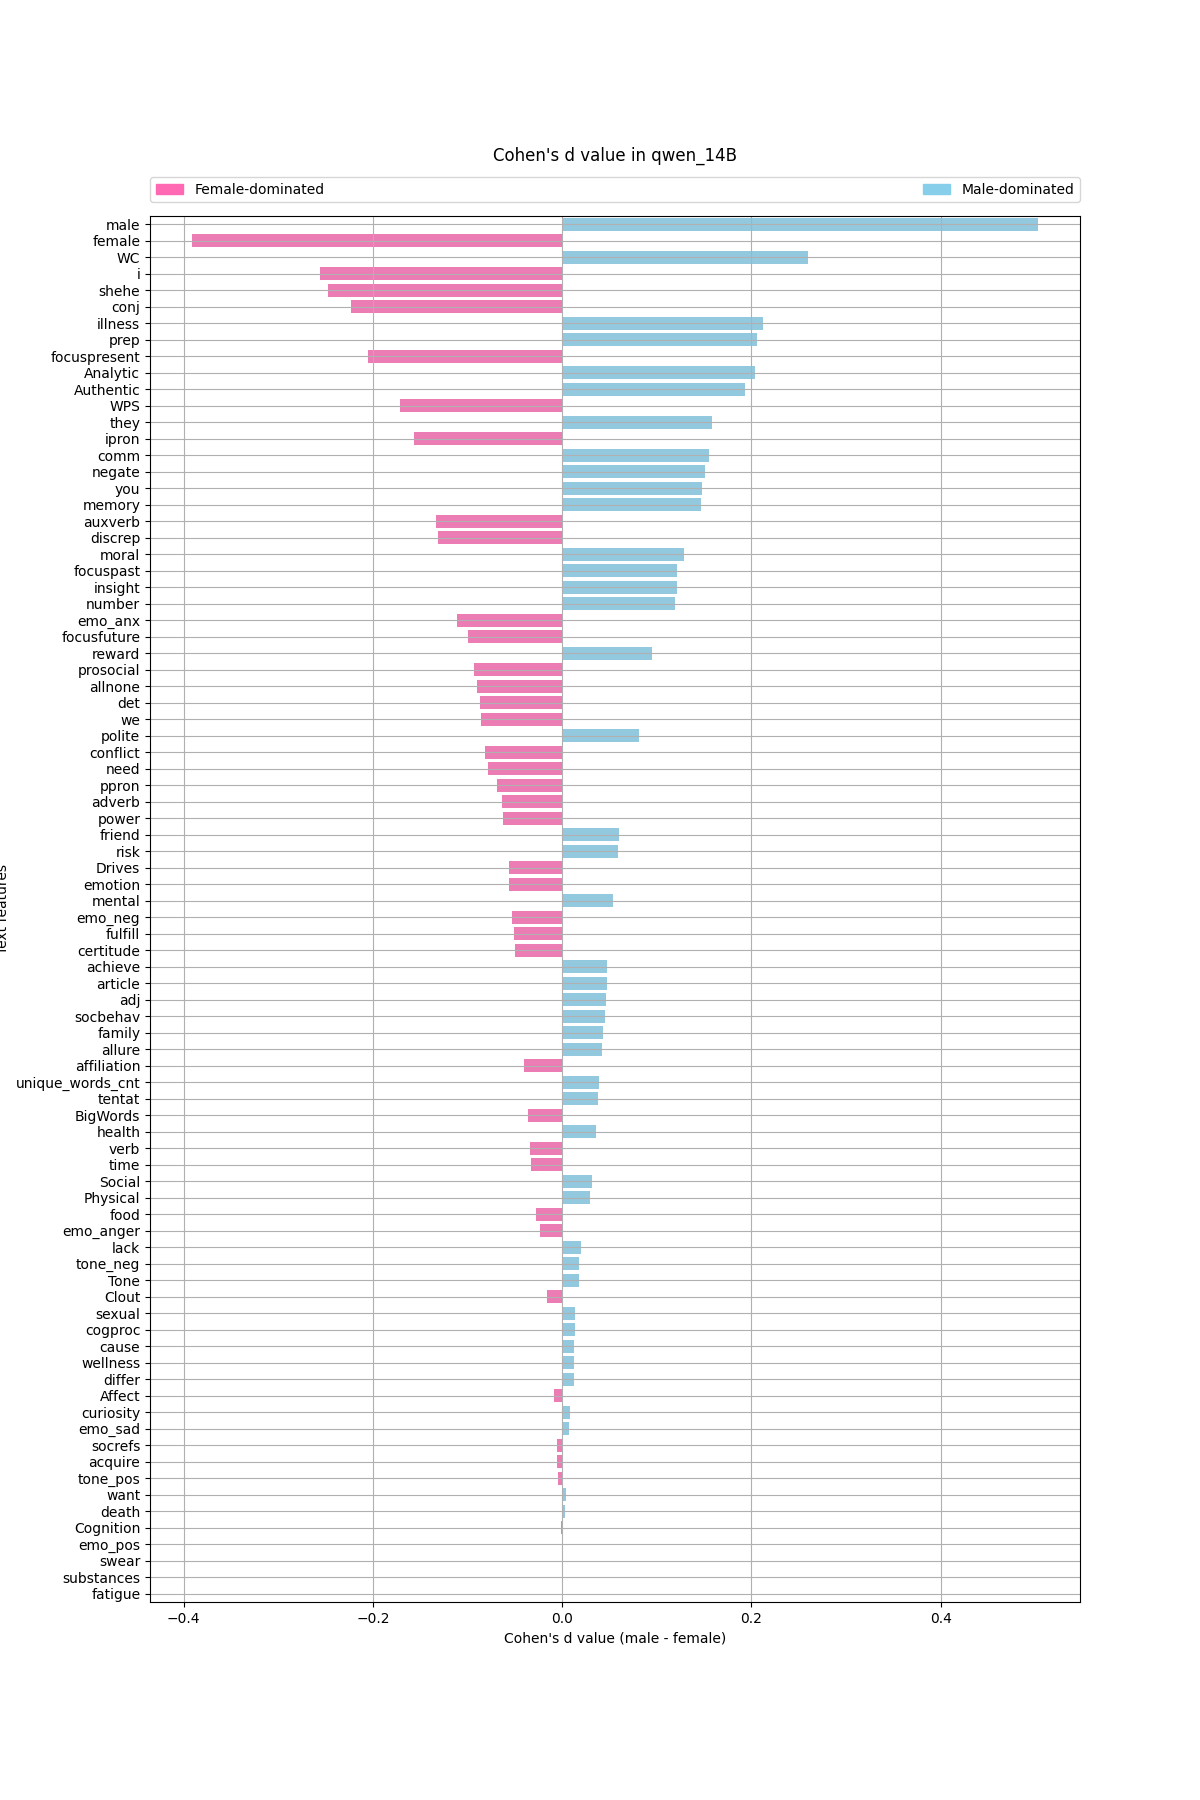 Cohen's d value in qwen_14B
Female-dominated
Male-dominated
male
female
WC
i
shehe
conj
illness
prep
focuspresent
Analytic
Authentic
WPS
they
ipron
comm
negate
you
memory
auxverb
discrep
moral
focuspast
insight
number
emo_anx
focusfuture
reward
prosocial
allnone
det
we
polite
conflict
need
ppron
adverb
power
friend
risk
Drives
emotion
mental
emo_neg
fulfill
certitude
achieve
article
adj
socbehav
family
allure
affiliation
unique_words_cnt
tentat
BigWords
health
verb
time
Social
Physical
food
emo_anger
lack
tone_neg
Tone
Clout
sexual
cogproc
cause
wellness
differ
Affect
curiosity
emo_sad
socrefs
acquire
tone_pos
want
death
Cognition
emo_pos
swear
substances
fatigue
−0.4 −0.2 0.0 0.2 0.4
Cohen's d value (male - female)
features